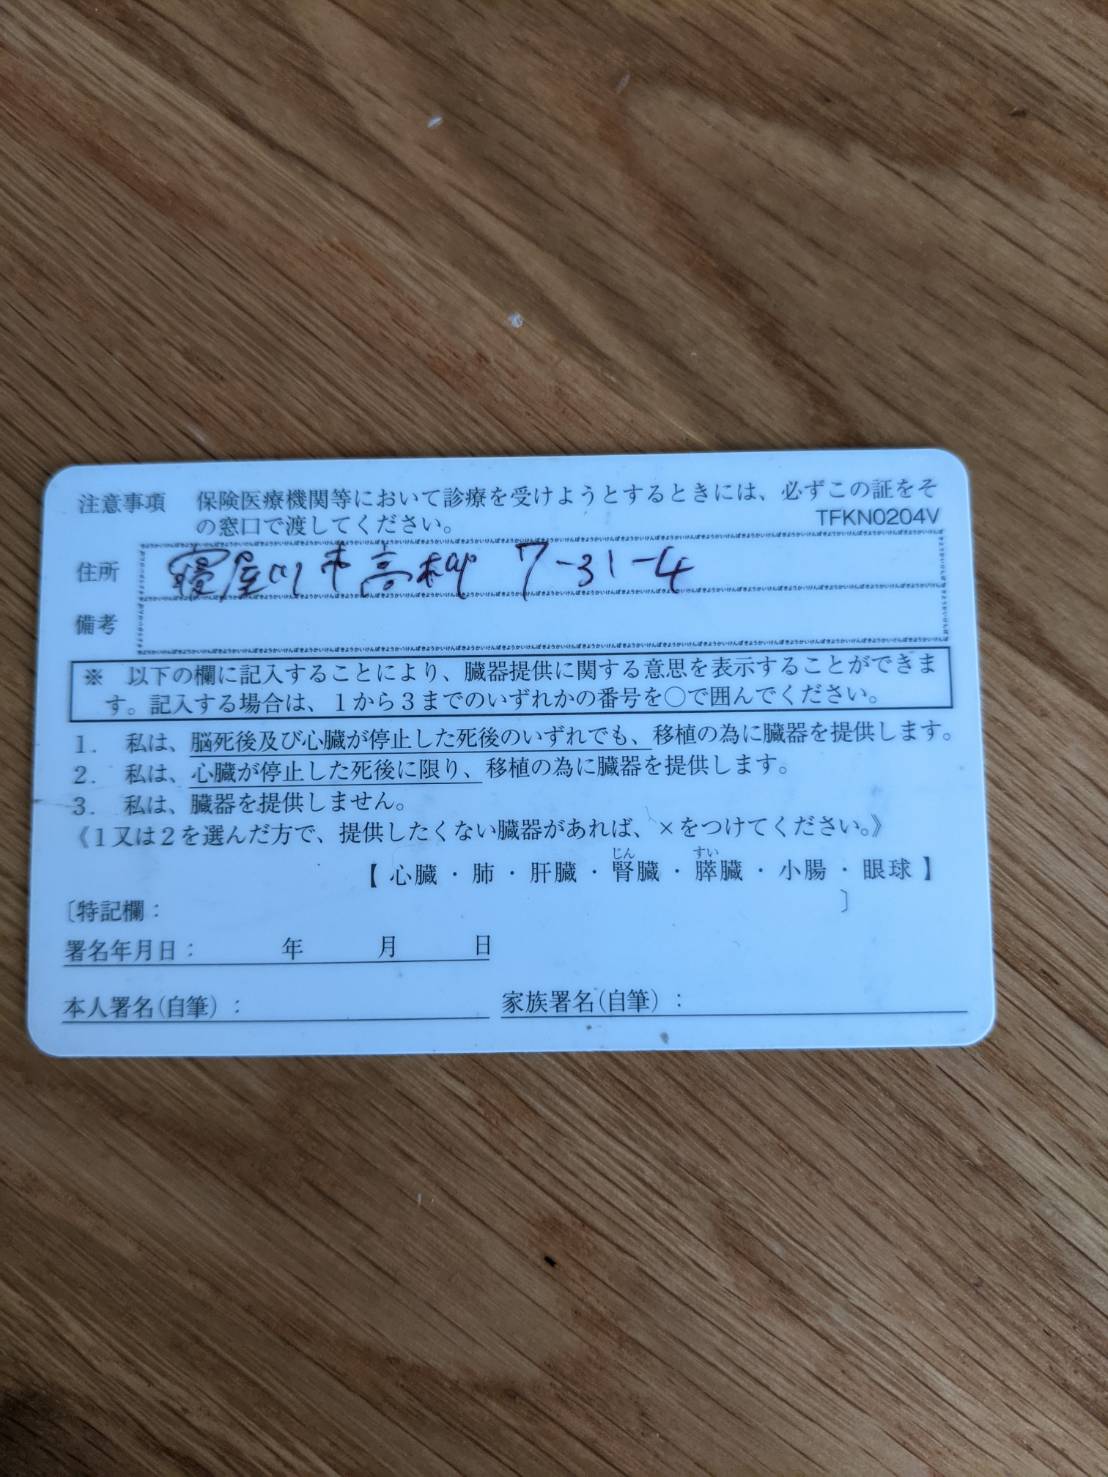 注意事項 保険医療機関等において診療を受けようとするときには、必ずこの証をそ
の窓口で渡してください。
TFKN0204V
住所 寝屋川市高柳 7-31-4
備考
※ 以下の欄に記入することにより、臓器提供に関する意思を表示することができま
す。記入する場合は、1から3までのいずれかの番号を○で囲んでください。
1. 私は、脳死後及び心臓が停止した死後のいずれでも、移植の為に臓器を提供します。
2. 私は、心臓が停止した死後に限り、移植の為に臓器を提供します。
3. 私は、臓器を提供しません。
《1又は2を選んだ方で、提供したくない臓器があれば、×をつけてください。》
じん すい
【 心臓 ・ 肺 ・ 肝臓 ・ 腎臓 ・ 膵臓 ・ 小腸 ・ 眼球 】
〔特記欄： 〕
署名年月日： 年 月 日
本人署名(自筆)： 家族署名(自筆)：